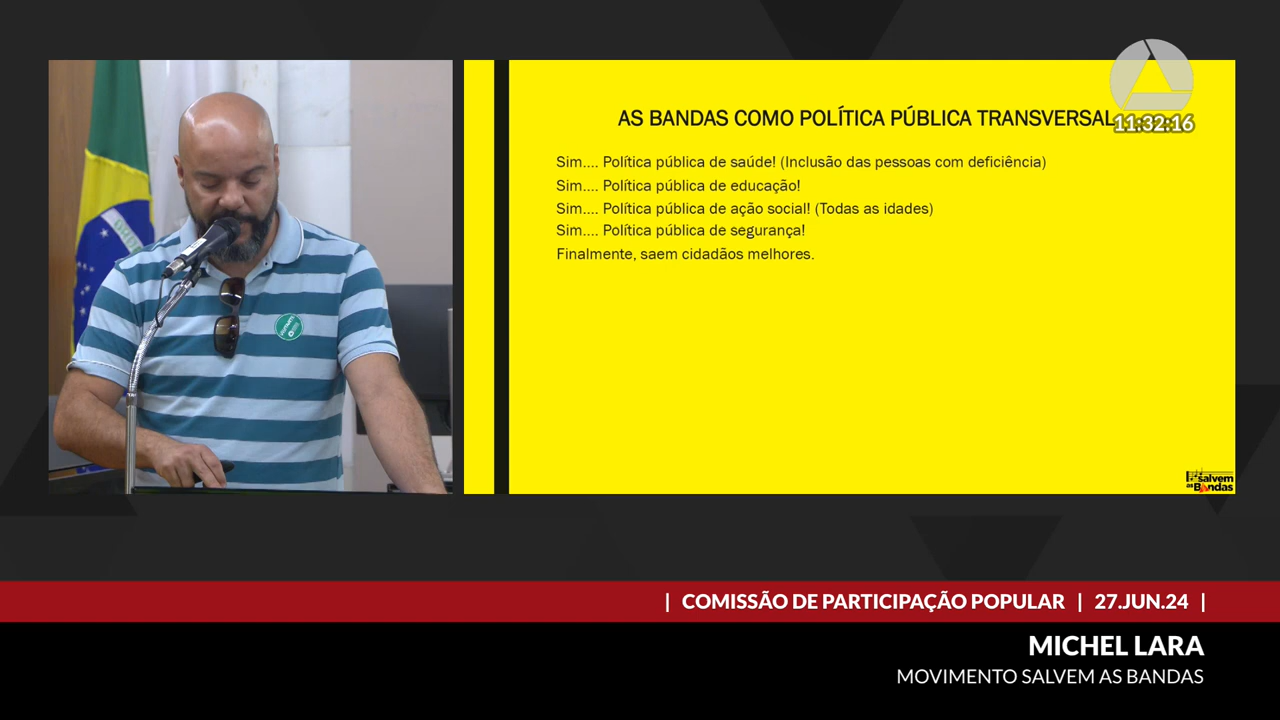 AS BANDAS COMO POLÍTICA PÚBLICA TRANSVERSAL
11:32:16
Sim.... Política pública de saúde! (Inclusão das pessoas com deficiência)
Sim.... Política pública de educação!
Sim.... Política pública de ação social! (Todas as idades)
Sim.... Política pública de segurança!
Finalmente, saem cidadãos melhores.
salvem
as Bandas
| COMISSÃO DE PARTICIPAÇÃO POPULAR | 27.JUN.24 |
MICHEL LARA
MOVIMENTO SALVEM AS BANDAS